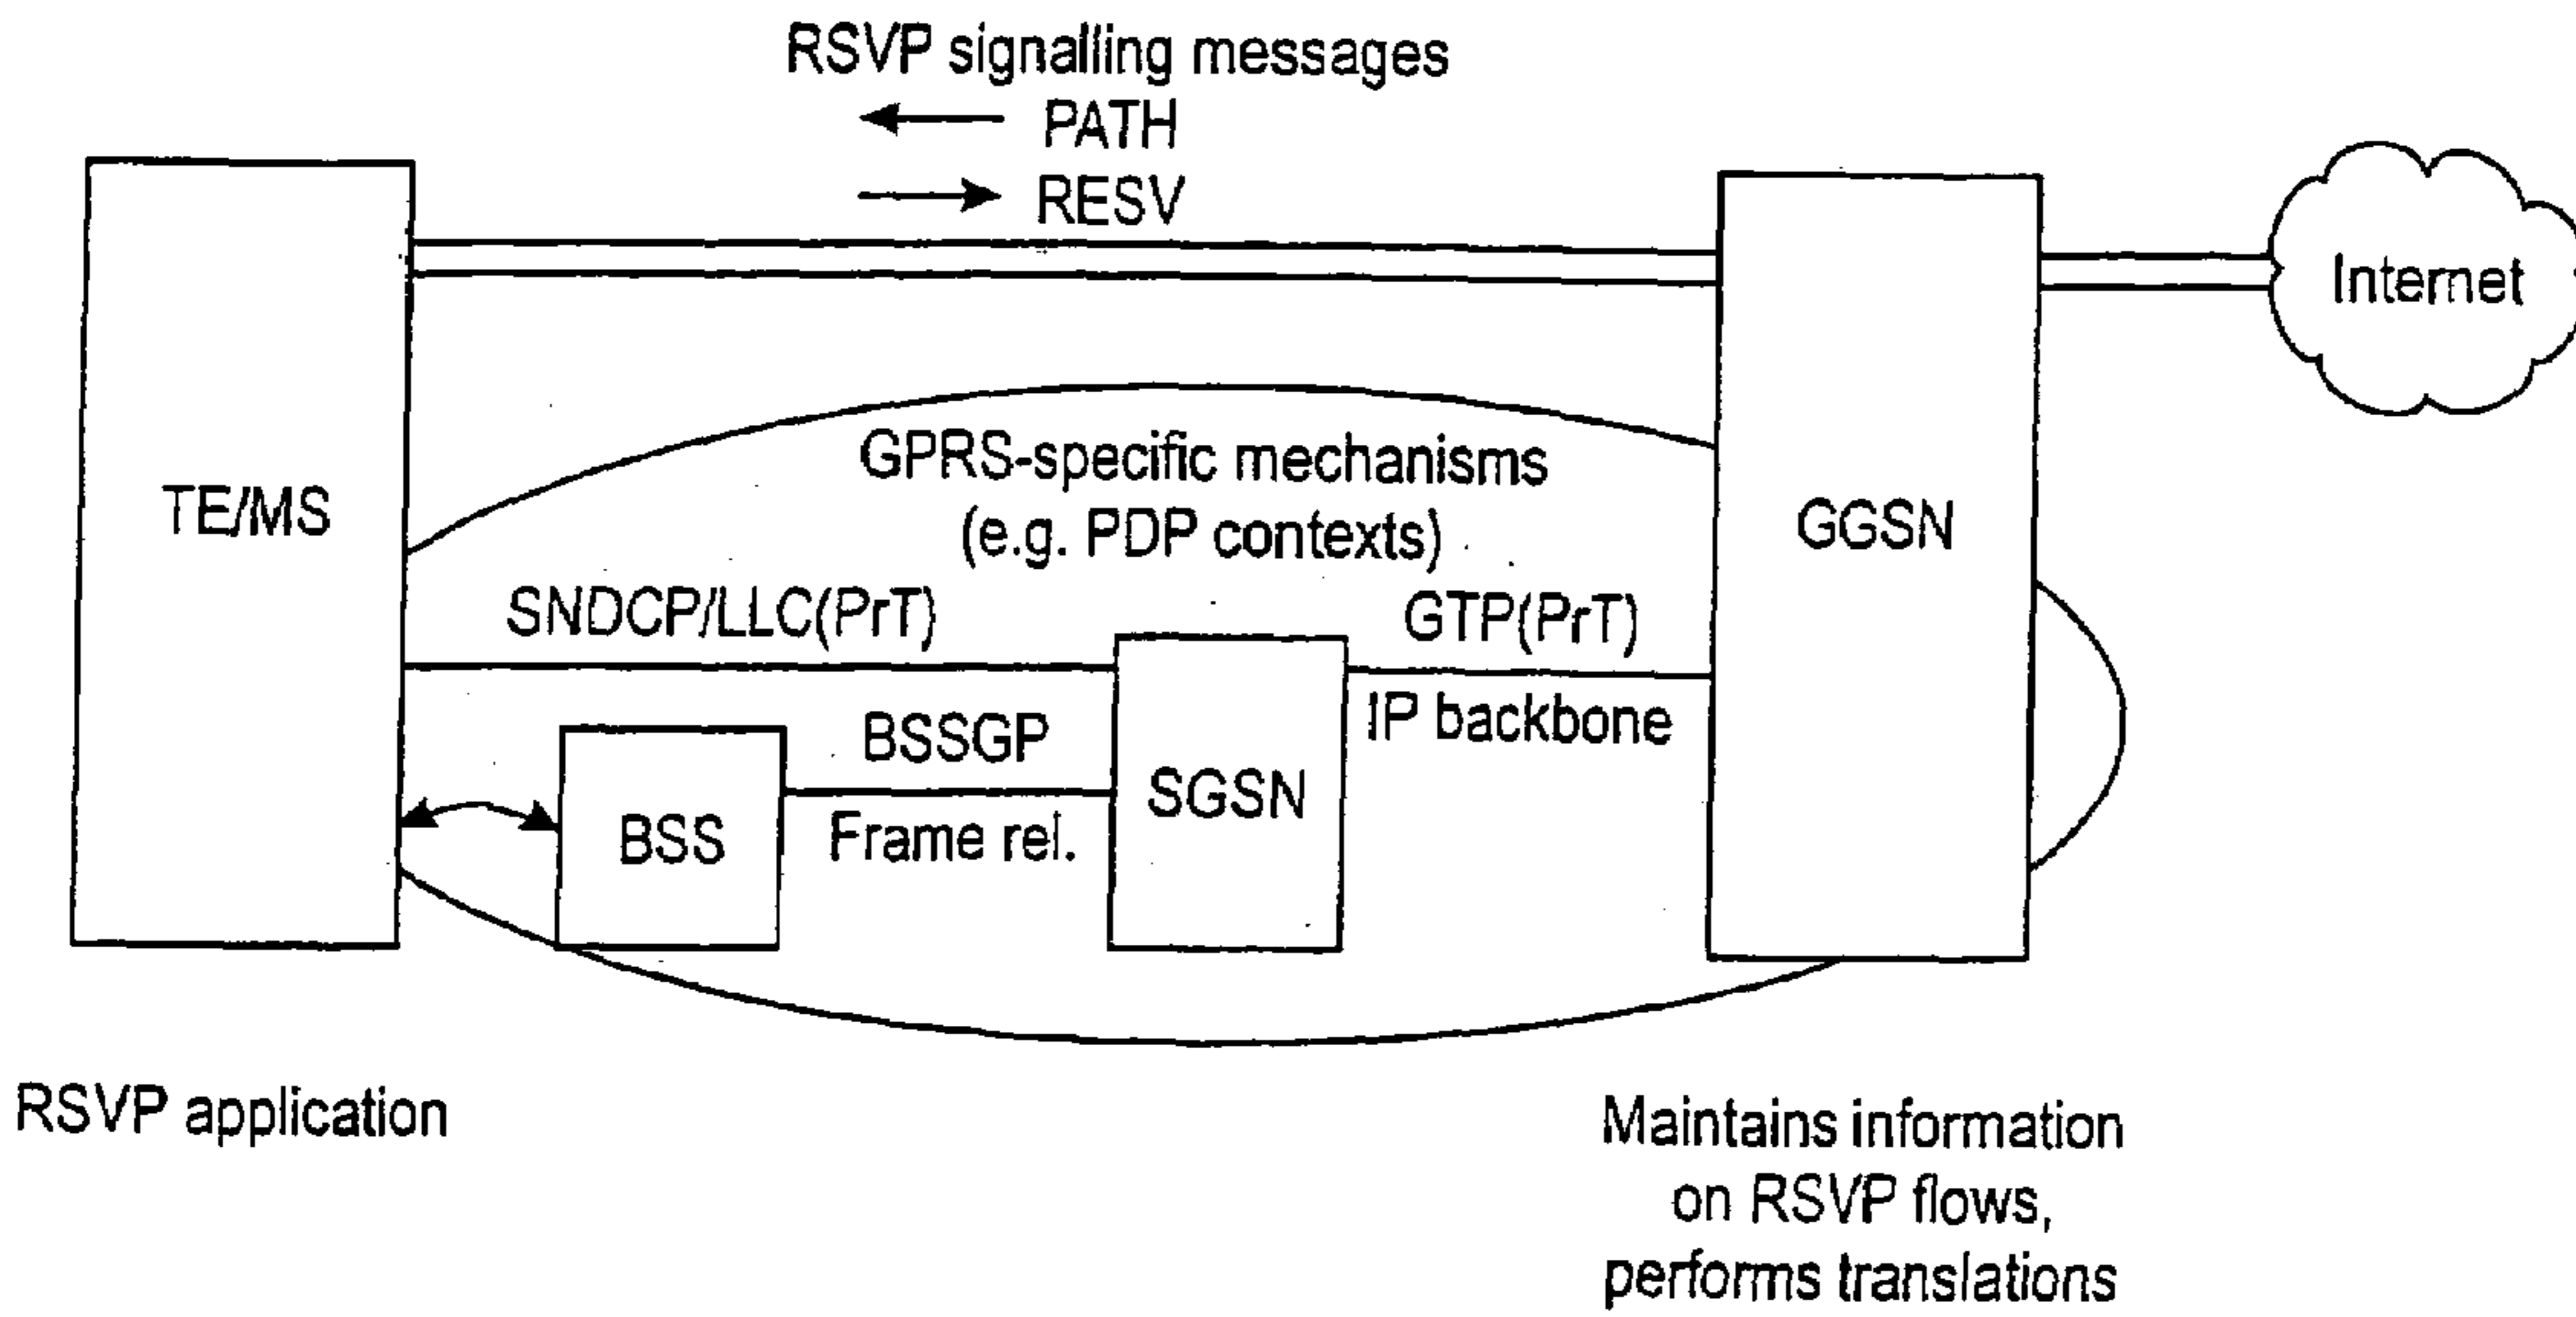 RSVP signalling messages
PATH
RESV
Internet
GPRS-specific mechanisms
(e.g. PDP contexts)
TE/MS
GGSN
SNDCP/LLC(PrT)
GTP(PrT)
IP backbone
BSSGP
SGSN
BSS
Frame rel.
RSVP application
Maintains information
on RSVP flows,
performs translations